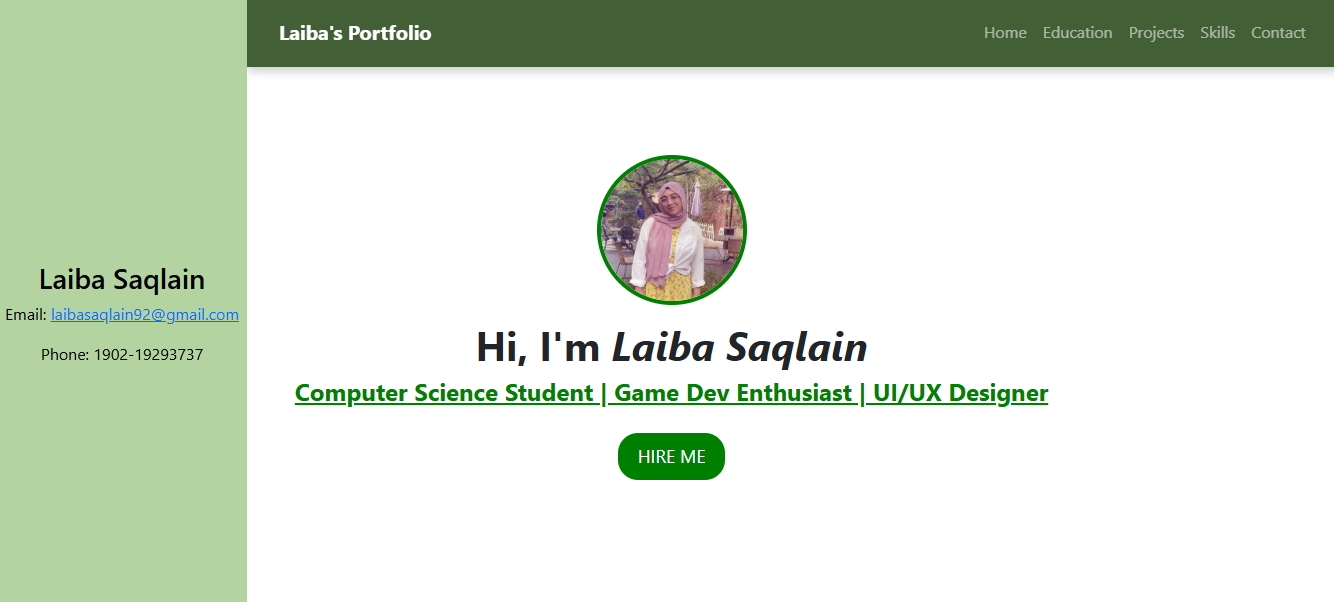 Laiba's Portfolio
Home Education Projects Skills Contact
Laiba Saqlain
Email: laibasaqlain92@gmail.com
Phone: 1902-19293737
Hi, I'm Laiba Saqlain
Computer Science Student | Game Dev Enthusiast | UI/UX Designer
HIRE ME